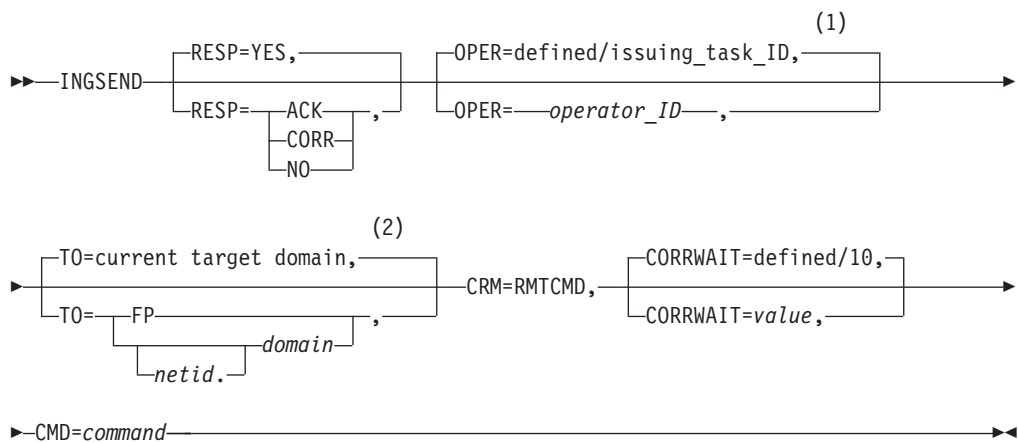 (1)
RESP=YES, OPER=defined/issuing_task_ID,
INGSEND
RESP= ACK , OPER= operator_ID ,
CORR
NO
(2)
TO=current target domain, CORRWAIT=defined/10,
CRM=RMTCMD,
TO= FP , CORRWAIT=value,
domain
netid.
CMD=command